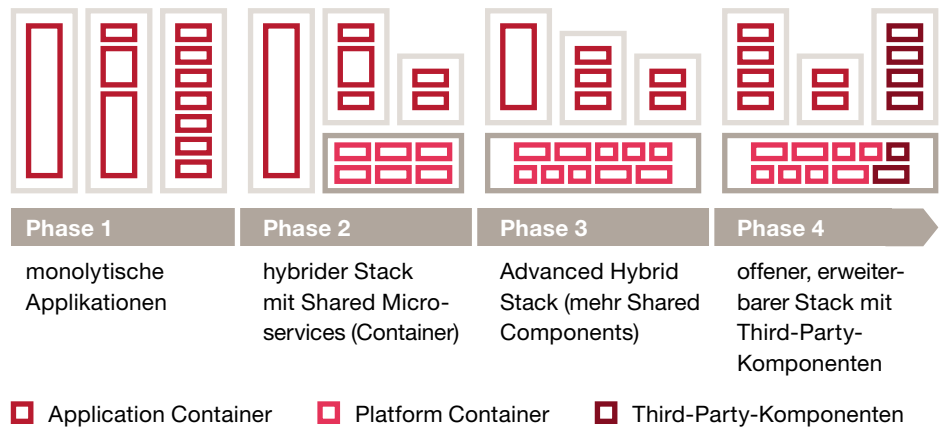 Phase 1
Phase 2
Phase 3
Phase 4
monolytische
Applikationen
hybrider Stack
mit Shared Micro-
services (Container)
Advanced Hybrid
Stack (mehr Shared
Components)
offener, erweiter-
barer Stack mit
Third-Party-
Komponenten
Application Container
Platform Container
Third-Party-Komponenten